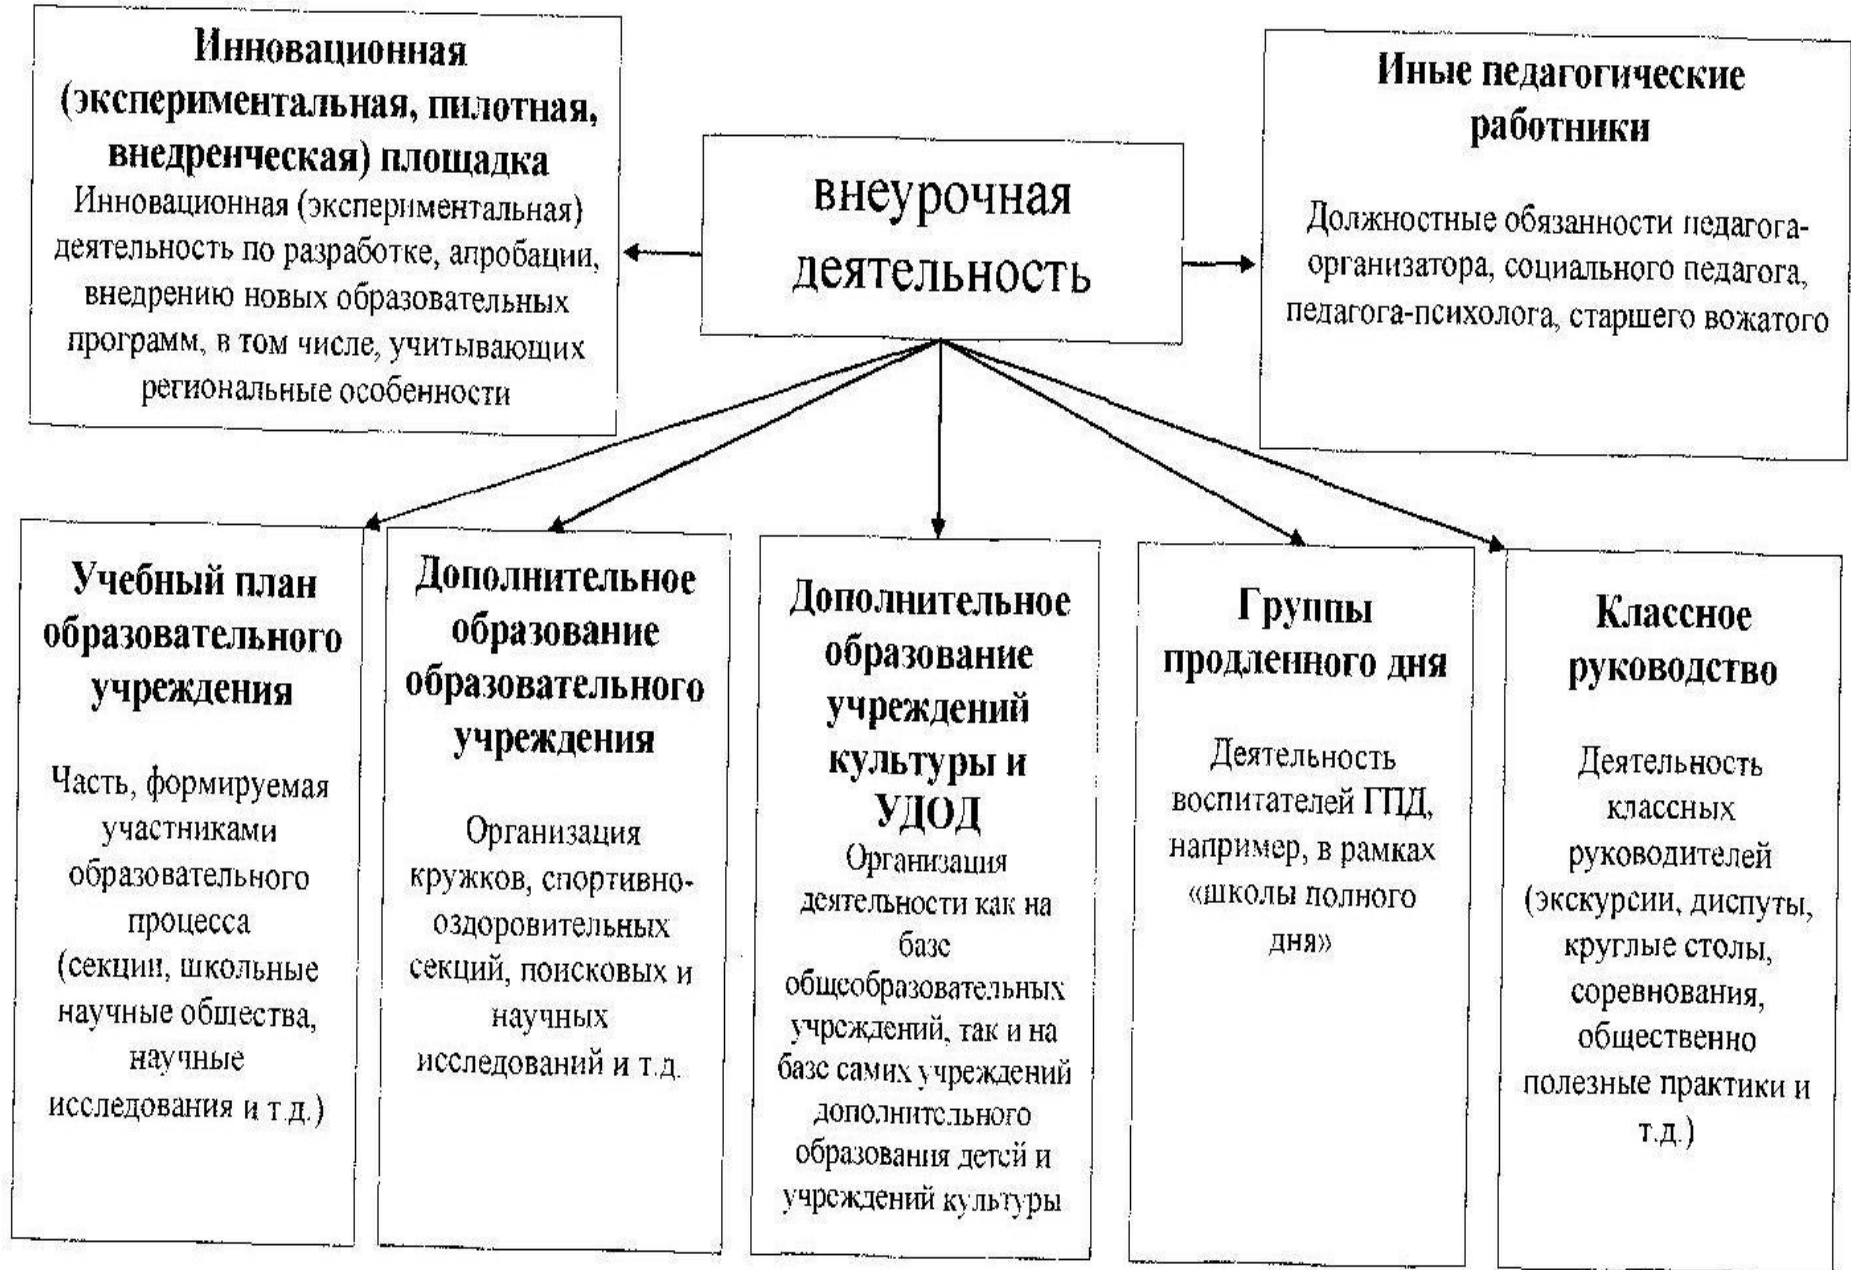 Инновационная
(экспериментальная, пилотная,
внедренческая) площадка
Инновационная (экспериментальная)
деятельность по разработке, апробации,
внедрению новых образовательных
программ, в том числе, учитывающих
региональные особенности
внеурочная
деятельность
Иные педагогические
работники
Должностные обязанности педагога-
организатора, социального педагога,
педагога-психолога, старшего вожатого
Учебный план
образовательного
учреждения
Часть, формируемая
участниками
образовательного
процесса
(секции, школьные
научные общества,
научные
исследования и т.д.)
Дополнительное
образование
образовательного
учреждения
Организация
кружков, спортивно-
оздоровительных
секций, поисковых и
научных
исследований и т.д.
Дополнительное
образование
учреждений
культуры и
УДОД
Организация
деятельности как на
базе
общеобразовательных
учреждений, так и на
базе самих учреждений
дополнительного
образования детей и
учреждений культуры
Группы
продленного дня
Деятельность
воспитателей ГПД,
например, в рамках
«школы полного
дня»
Классное
руководство
Деятельность
классных
руководителей
(экскурсии, диспуты,
круглые столы,
соревнования,
общественно
полезные практики и
т.д.)